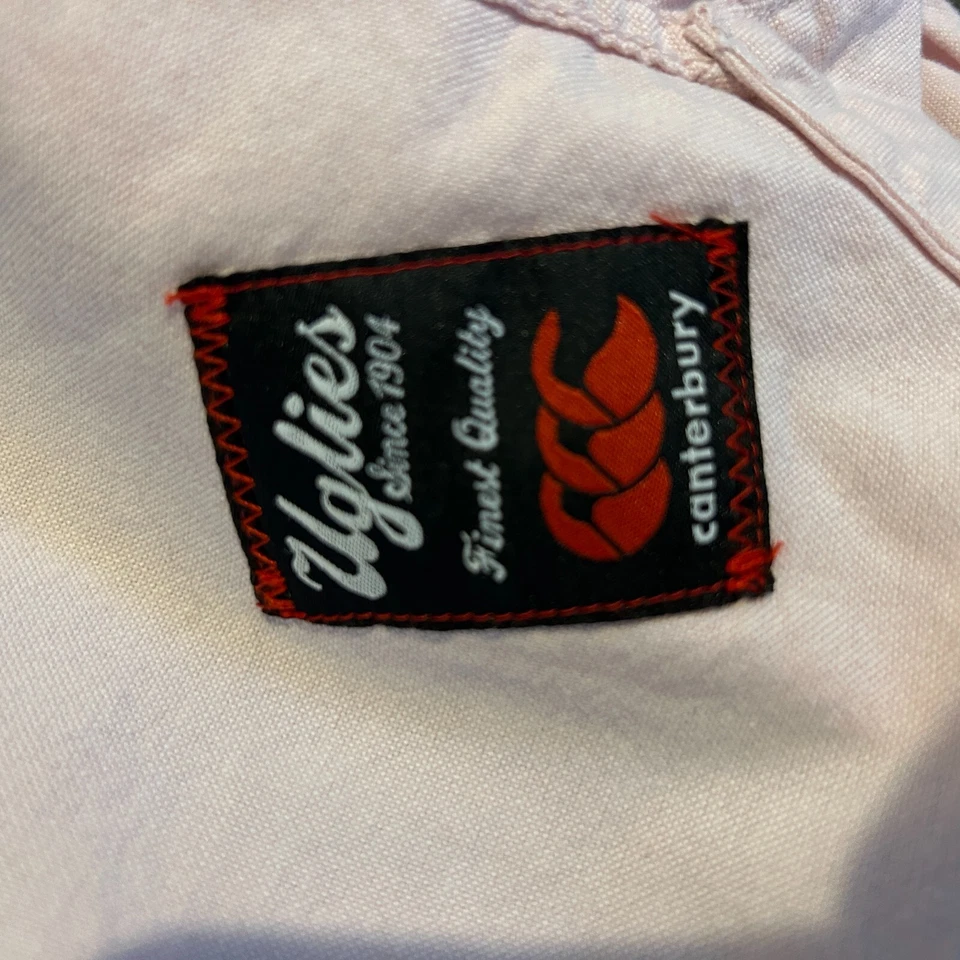 Uglies
Since 1904
Finest Quality
canterbury